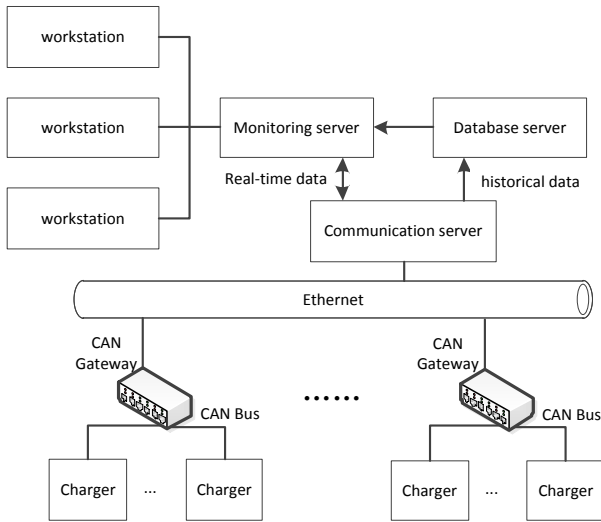 workstation
workstation
Monitoring server
Database server
workstation
Real-time data
historical data
Communication server
Ethernet
CAN
Gateway
CAN Bus
......
CAN
Gateway
CAN Bus
Charger
...
Charger
Charger
...
Charger